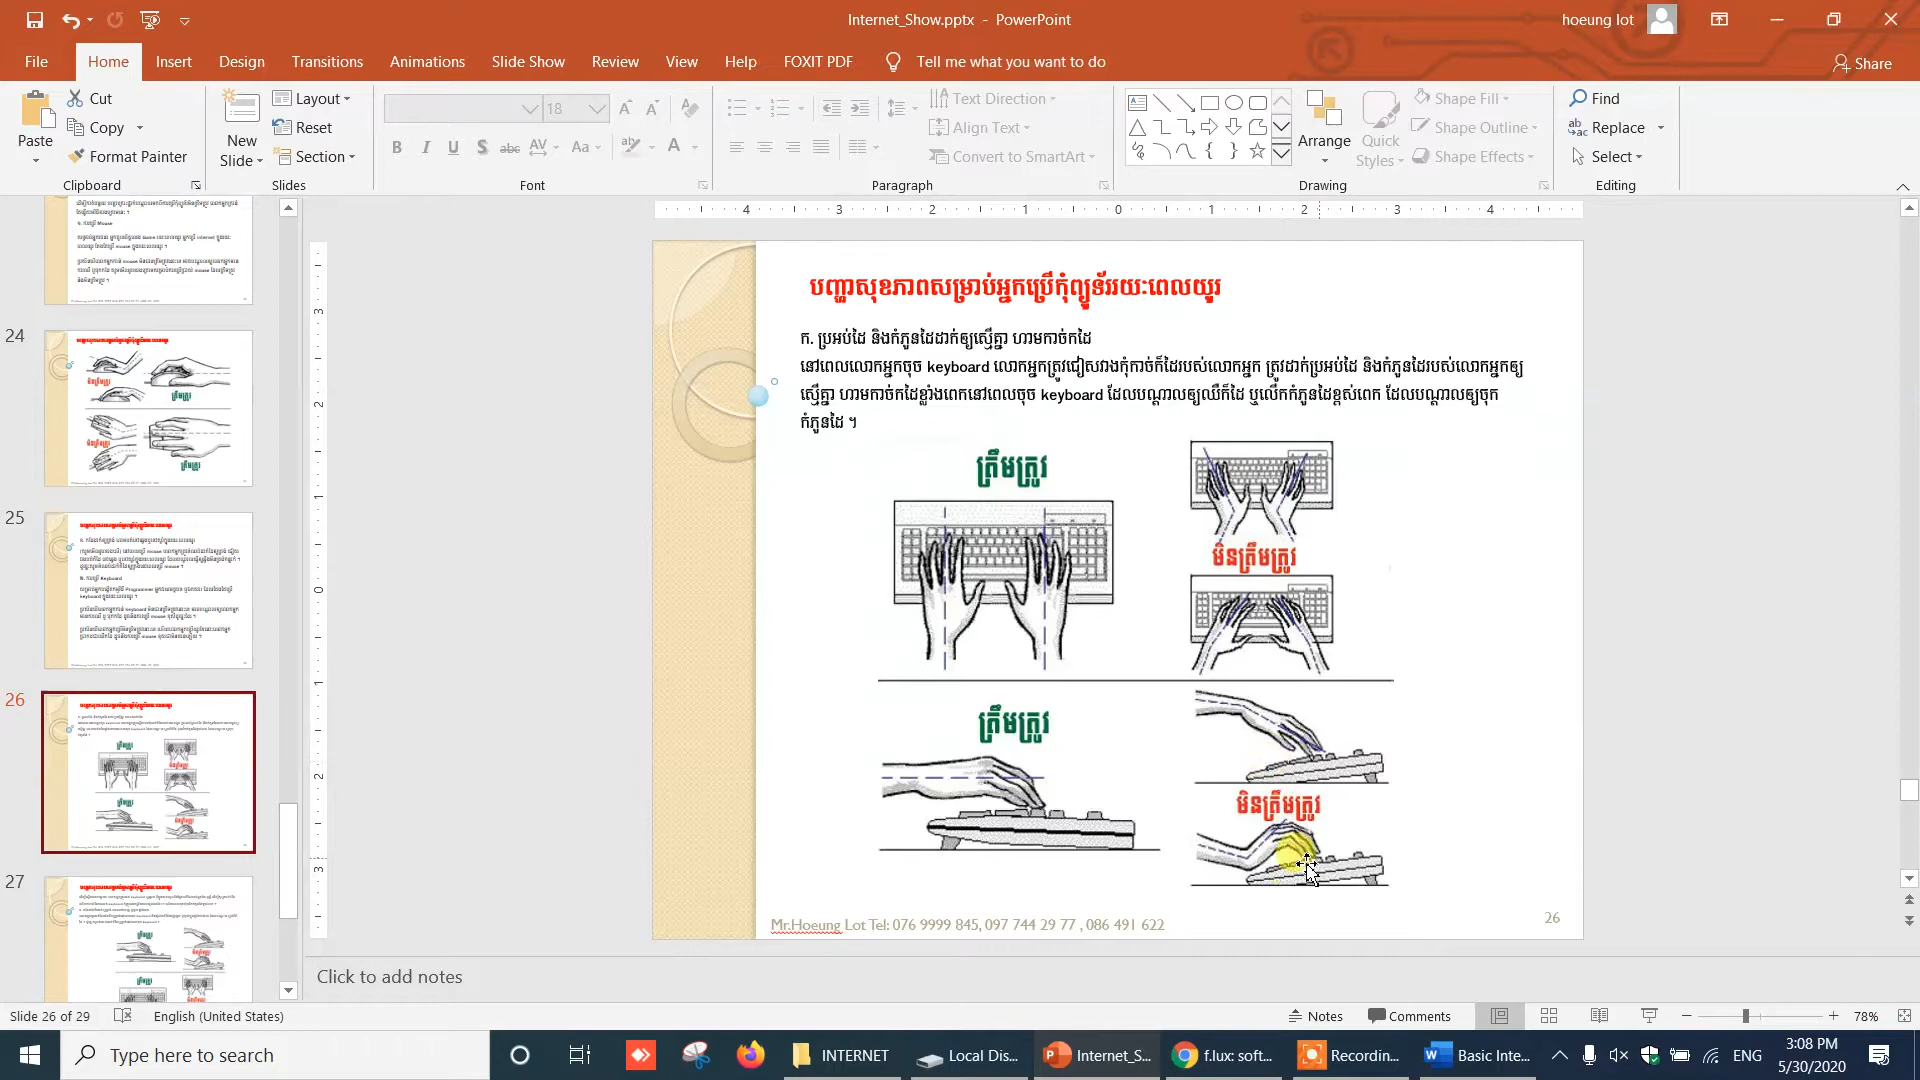 Internet_Show.pptx - PowerPoint
hoeung lot
File Home Insert Design Transitions Animations Slide Show Review View Help FOXIT PDF Tell me what you want to do Share
Paste
Cut
Copy
Format Painter
Clipboard
New Slide
Layout
Reset
Section
Slides
18
Font
Text Direction
Align Text
Convert to SmartArt
Paragraph
Arrange
Quick Styles
Shape Fill
Shape Outline
Shape Effects
Drawing
Find
Replace
Select
Editing
24
25
26
27
បញ្ហាសុខភាពសម្រាប់អ្នកប្រើកុំព្យូទ័ររយៈពេលយូរ
ក. ប្រអប់ដៃ និងកំភួនដៃដាក់ឲ្យស្មើគ្នា ហាមកាច់កដៃ
នៅពេលលោកអ្នកចុច keyboard លោកអ្នកត្រូវជៀសវាងកុំកាច់ក៏ដៃរបស់លោកអ្នក ត្រូវដាក់ប្រអប់ដៃ និងកំភួនដៃរបស់លោកអ្នកឲ្យ
ស្មើគ្នា ហាមកាច់កដៃខ្លាំងពេកនៅពេលចុច keyboard ដែលបណ្តាលឲ្យឈឺក៏ដៃ ឬលើកកំភួនដៃខ្ពស់ពេក ដែលបណ្តាលឲ្យចុក
កំភួនដៃ ។
ត្រឹមត្រូវ
មិនត្រឹមត្រូវ
ត្រឹមត្រូវ
មិនត្រឹមត្រូវ
Mr.Hoeung Lot Tel: 076 9999 845, 097 744 29 77 , 086 491 622
26
Click to add notes
Slide 26 of 29 English (United States) Notes Comments 78%
Type here to search
INTERNET
Local Dis...
Internet_S...
f.lux: soft...
Recordin...
Basic Inte...
ENG
3:08 PM
5/30/2020